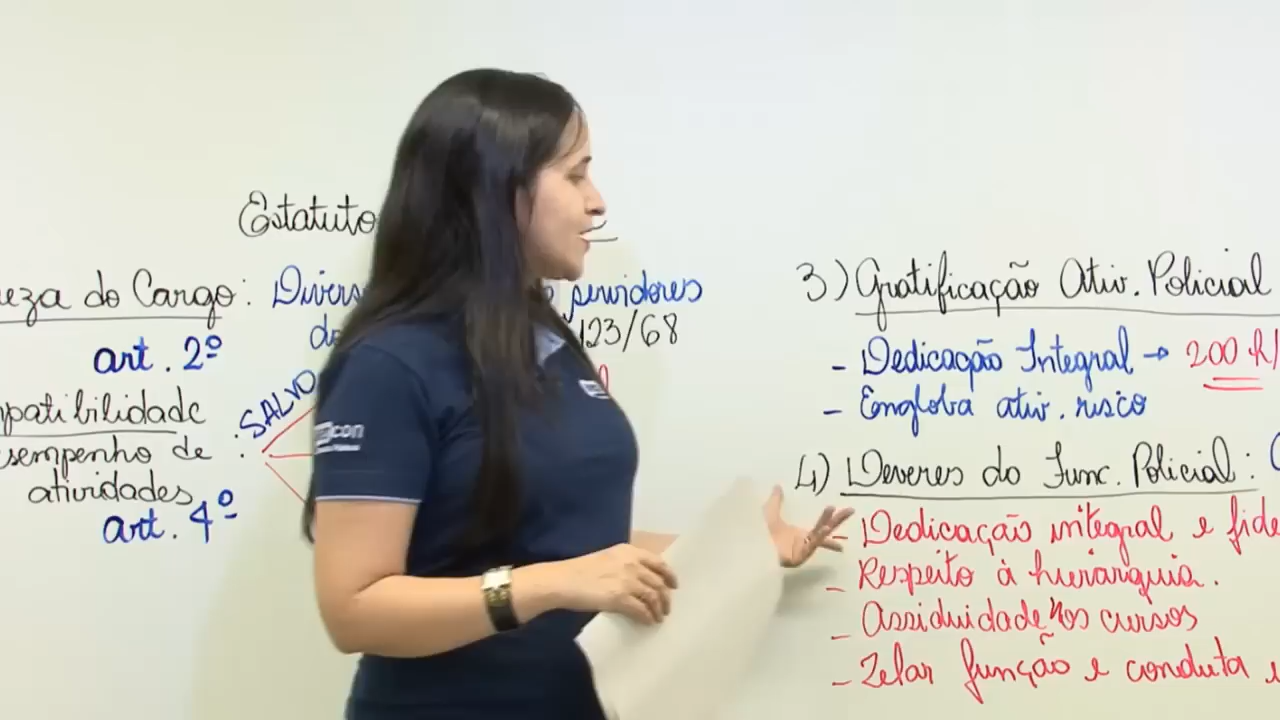 Estatuto
eza do Cargo: Divers servidores
do 123/68
art. 2º
patibilidade
SALVO
sempenho de :
atividades
art. 4º
con
3) Gratificação Ativ. Policial
- Dedicação Integral → 200 h/
- Engloba ativ. risco
4) Deveres do Func. Policial:
- Dedicação integral e fide
- Respeito à hierarquia.
- Assiduidade nos cursos
- Zelar função e conduta